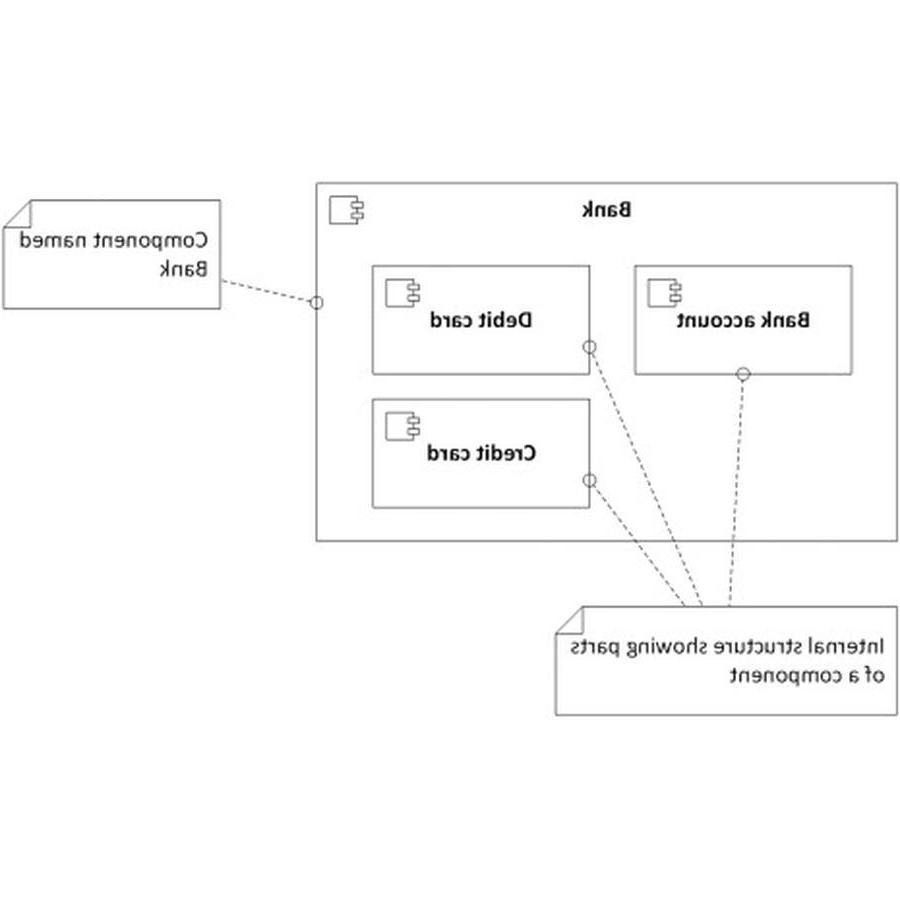 Bank
Component named
Bank
Bank account
Debit card
Credit card
Internal structure showing parts
of a component